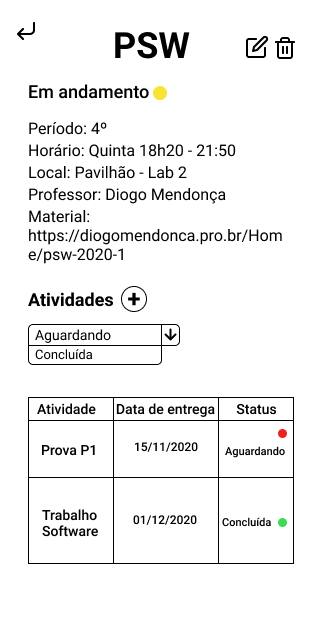 PSW
Em andamento
Período: 4º
Horário: Quinta 18h20 - 21:50
Local: Pavilhão - Lab 2
Professor: Diogo Mendonça
Material:
https://diogomendonca.pro.br/Hom
e/psw-2020-1
Atividades
Aguardando
Concluída
Atividade Data de entrega Status
Prova P1 15/11/2020 Aguardando
Trabalho
Software 01/12/2020 Concluída